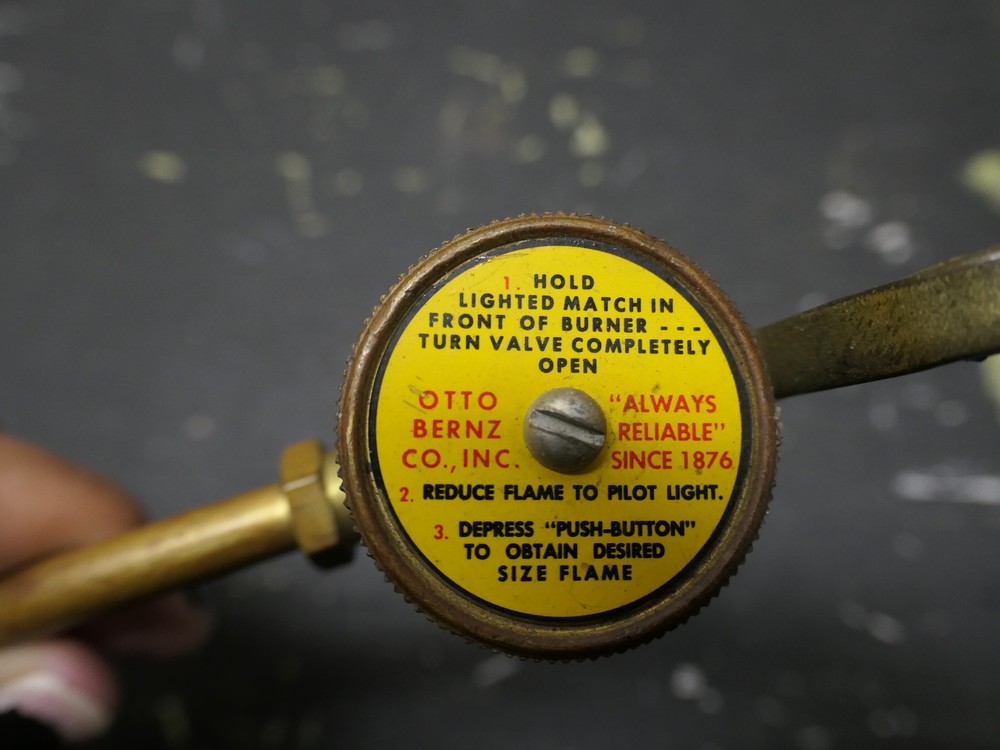 1. HOLD
LIGHTED MATCH IN
FRONT OF BURNER ---
TURN VALVE COMPLETELY
OPEN
OTTO
BERNZ
CO., INC.
"ALWAYS
RELIABLE"
SINCE 1876
2. REDUCE FLAME TO PILOT LIGHT.
3. DEPRESS "PUSH-BUTTON"
TO OBTAIN DESIRED
SIZE FLAME